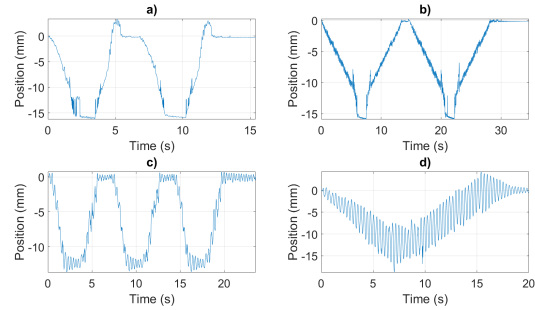 a)
Position (mm)
0
-5
-10
-15
0 5 10 15
Time (s)
b)
Position (mm)
0
-5
-10
-15
0 10 20 30
Time (s)
c)
Position (mm)
0
-5
-10
0 5 10 15 20
Time (s)
d)
Position (mm)
0
-5
-10
-15
0 5 10 15 20
Time (s)